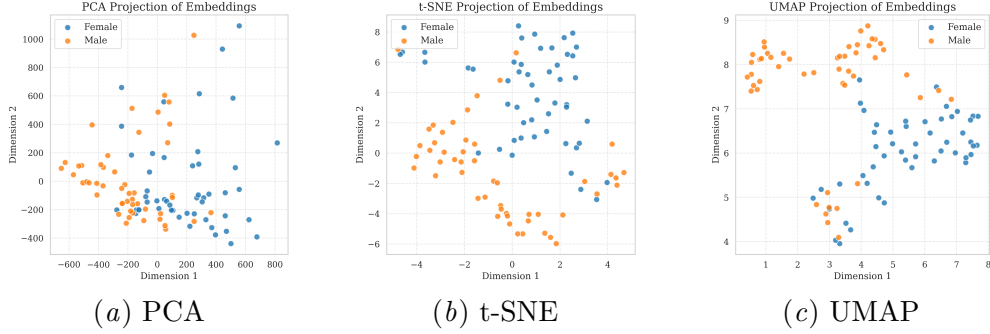 PCA Projection of Embeddings
Female
Male
1000
800
600
400
200
0
−200
−400
Dimension 2
−600
−400
−200
0
200
400
600
800
Dimension 1
(a) PCA
t-SNE Projection of Embeddings
Female
Male
8
6
4
2
0
−2
−4
−6
Dimension 2
−4
−2
0
2
4
Dimension 1
(b) t-SNE
UMAP Projection of Embeddings
Female
Male
9
8
7
6
5
4
Dimension 2
1
2
3
4
5
6
7
8
Dimension 1
(c) UMAP